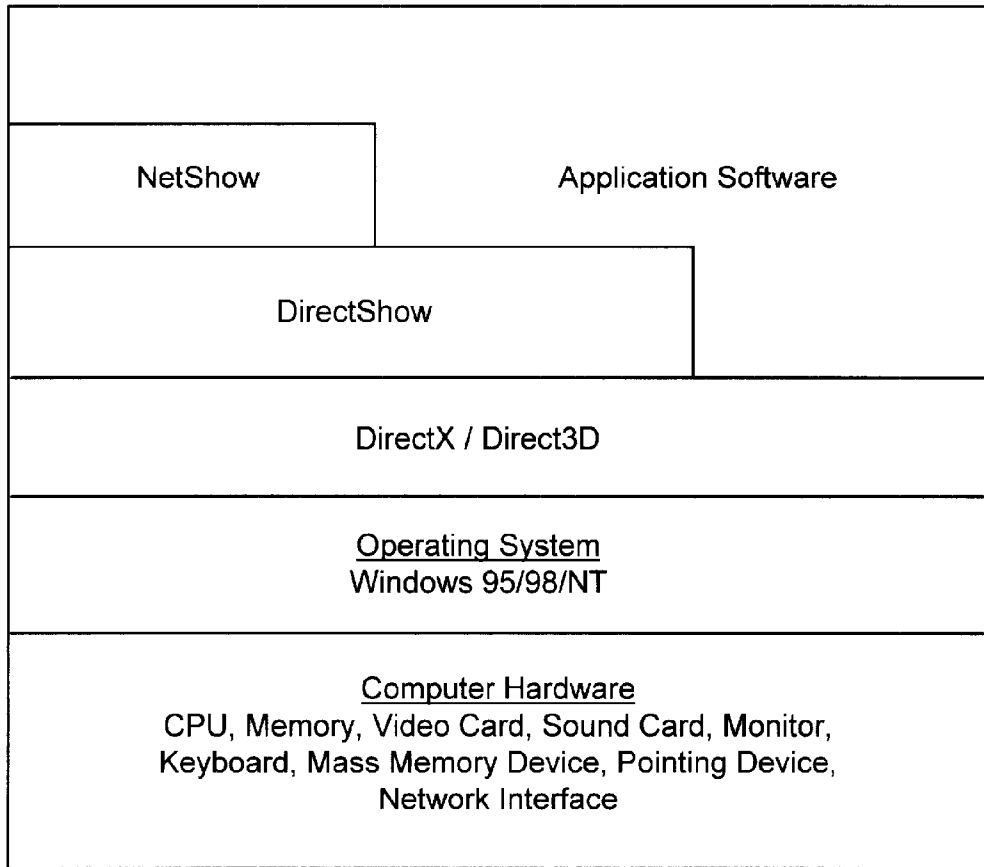 NetShow
Application Software
DirectShow
DirectX / Direct3D
Operating System
Windows 95/98/NT
Computer Hardware
CPU, Memory, Video Card, Sound Card, Monitor,
Keyboard, Mass Memory Device, Pointing Device,
Network Interface